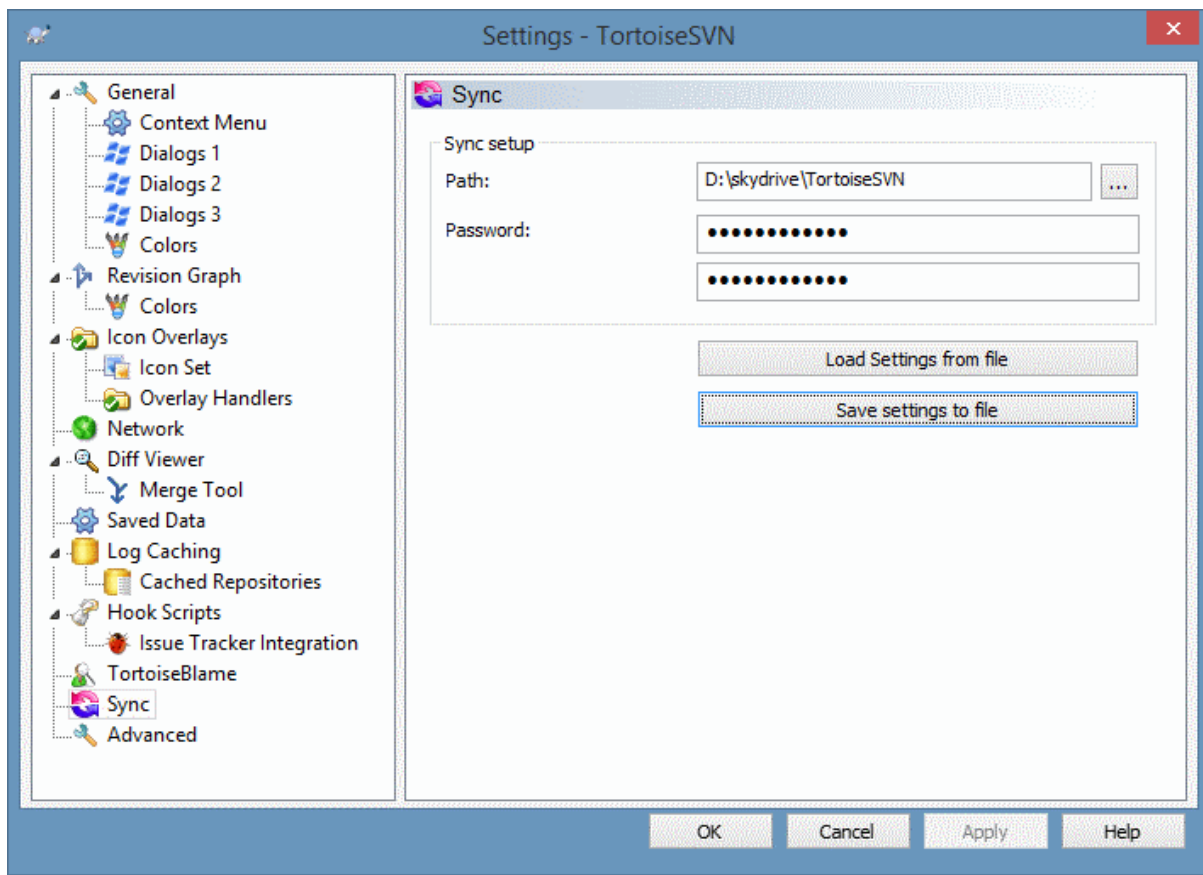 Settings - TortoiseSVN
General
Context Menu
Dialogs 1
Dialogs 2
Dialogs 3
Colors
Revision Graph
Colors
Icon Overlays
Icon Set
Overlay Handlers
Network
Diff Viewer
Merge Tool
Saved Data
Log Caching
Cached Repositories
Hook Scripts
Issue Tracker Integration
TortoiseBlame
Sync
Advanced
Sync
Sync setup
Path: D:\skydrive\TortoiseSVN ...
Password: ●●●●●●●●●●●●
●●●●●●●●●●●●
Load Settings from file
Save settings to file
OK Cancel Apply Help